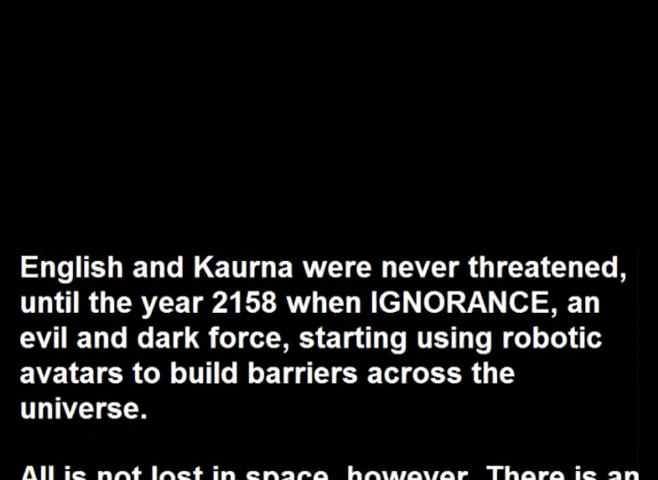 English and Kaurna were never threatened,
until the year 2158 when IGNORANCE, an
evil and dark force, starting using robotic
avatars to build barriers across the
universe.
All is not lost in space, however. There is an